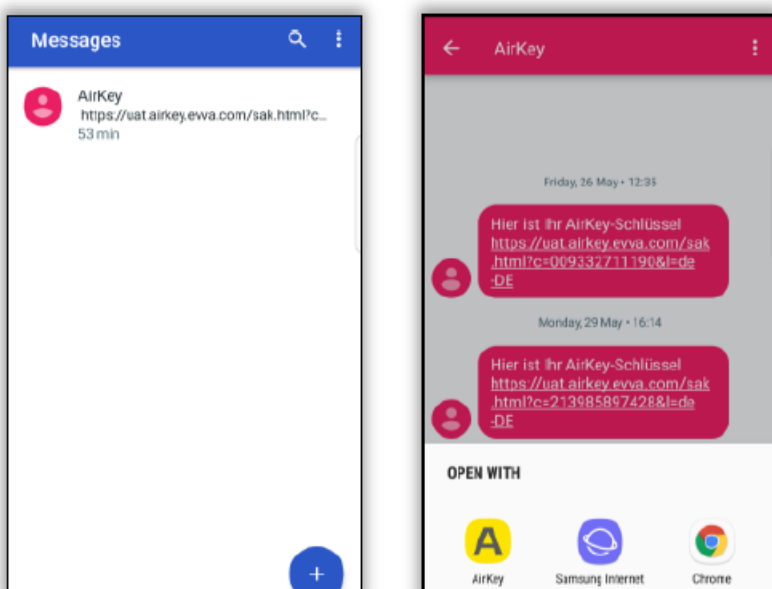 Messages
AirKey
https://uat.airkey.evva.com/sak.html?c...
53 min
AirKey
Friday, 26 May • 12:35
Hier ist Ihr AirKey-Schlüssel
https://uat.airkey.evva.com/sak
.html?c=009332711190&l=de
-DE
Monday, 29 May • 16:14
Hier ist Ihr AirKey-Schlüssel
https://uat.airkey.evva.com/sak
.html?c=213985897428&l=de
-DE
OPEN WITH
A
AirKey
Samsung Internet
Chrome